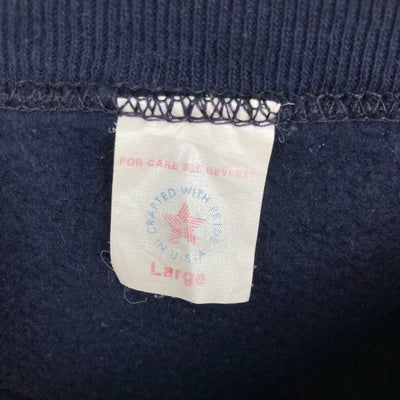 FOR CARE SEE REVERSE
CRAFTED WITH PRIDE
IN U.S.A
Large